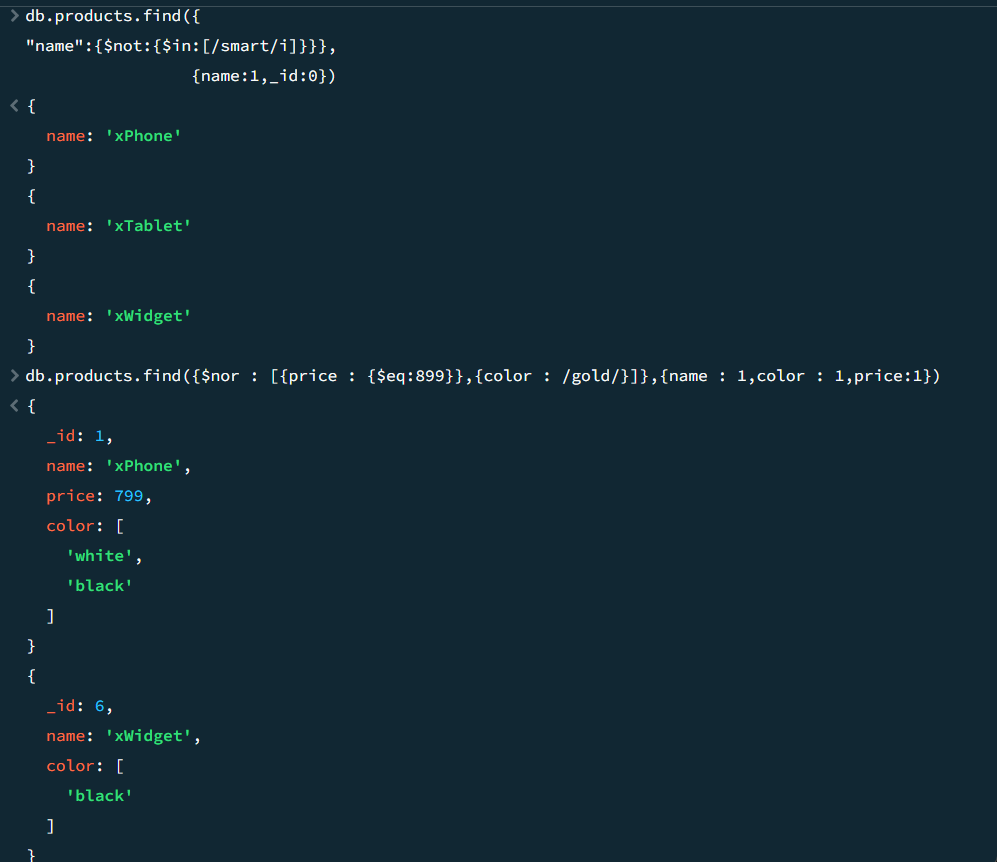 > db.products.find({
"name":{$not:{$in:[/smart/i]}}},
{name:1,_id:0})
< {
name: 'xPhone'
}
{
name: 'xTablet'
}
{
name: 'xWidget'
}
> db.products.find({$nor : [{price : {$eq:899}},{color : /gold/}]},{name : 1,color : 1,price:1})
< {
_id: 1,
name: 'xPhone',
price: 799,
color: [
'white',
'black'
]
}
{
_id: 6,
name: 'xWidget',
color: [
'black'
]
}